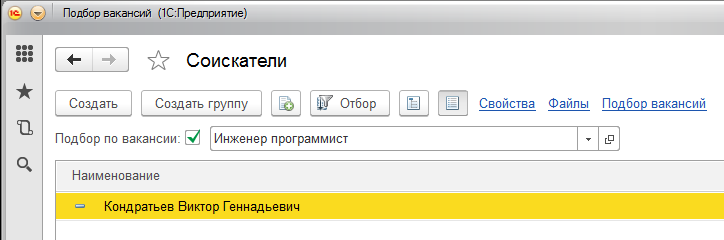 Подбор вакансий (1С:Предприятие)
Соискатели
Создать Создать группу Отбор Свойства Файлы Подбор вакансий
Подбор по вакансии: Инженер программист
Наименование
Кондратьев Виктор Геннадьевич